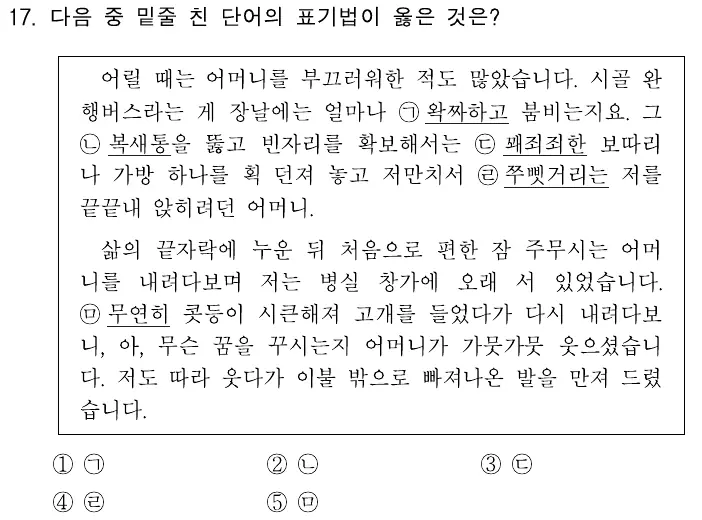 17. 다음 중 밑줄 친 단어의 표기법이 옳은 것은?
어릴 때는 어머니를 부끄러워한 적도 많았습니다. 시골 완
행버스라는 게 장날에는 얼마나 ㉠ 왁짜하고 붐비는지요. 그
㉡ 복새통을 뚫고 빈자리를 확보해서는 ㉢ 꽤죄죄한 보따리
나 가방 하나를 획 던져 놓고 저만치서 ㉣ 쭈삣거리는 저를
끝끝내 앉히려던 어머니.
삶의 끝자락에 누운 뒤 처음으로 편한 잠 주무시는 어머
니를 내려다보며 저는 병실 창가에 오래 서 있었습니다.
㉤ 무연히 콧등이 시큰해져 고개를 들었다가 다시 내려다보
니, 아, 무슨 꿈을 꾸시는지 어머니가 가뭇가뭇 웃으셨습니
다. 저도 따라 웃다가 이불 밖으로 빠져나온 발을 만져 드렸
습니다.
① ㉠ ② ㉡ ③ ㉢
④ ㉣ ⑤ ㉤